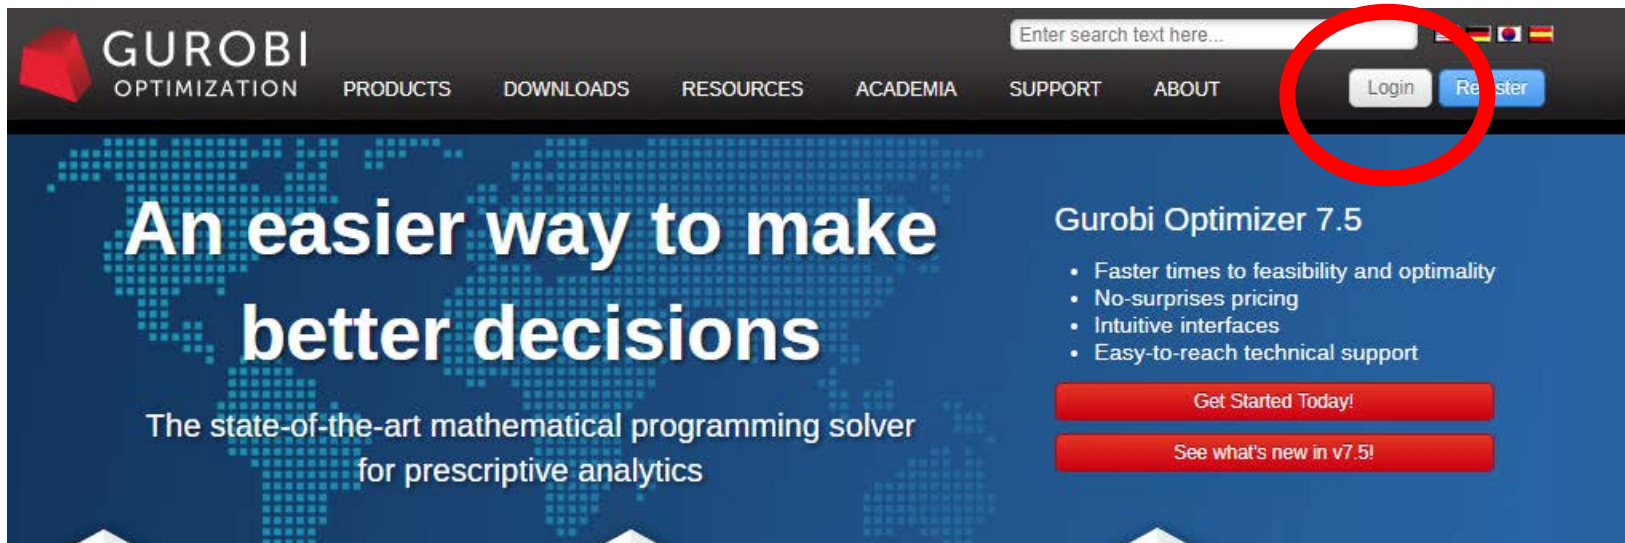 GUROBI
OPTIMIZATION
Enter search text here...
PRODUCTS DOWNLOADS RESOURCES ACADEMIA SUPPORT ABOUT Login Register
An easier way to make
better decisions
The state-of-the-art mathematical programming solver
for prescriptive analytics
Gurobi Optimizer 7.5
• Faster times to feasibility and optimality
• No-surprises pricing
• Intuitive interfaces
• Easy-to-reach technical support
Get Started Today!
See what's new in v7.5!